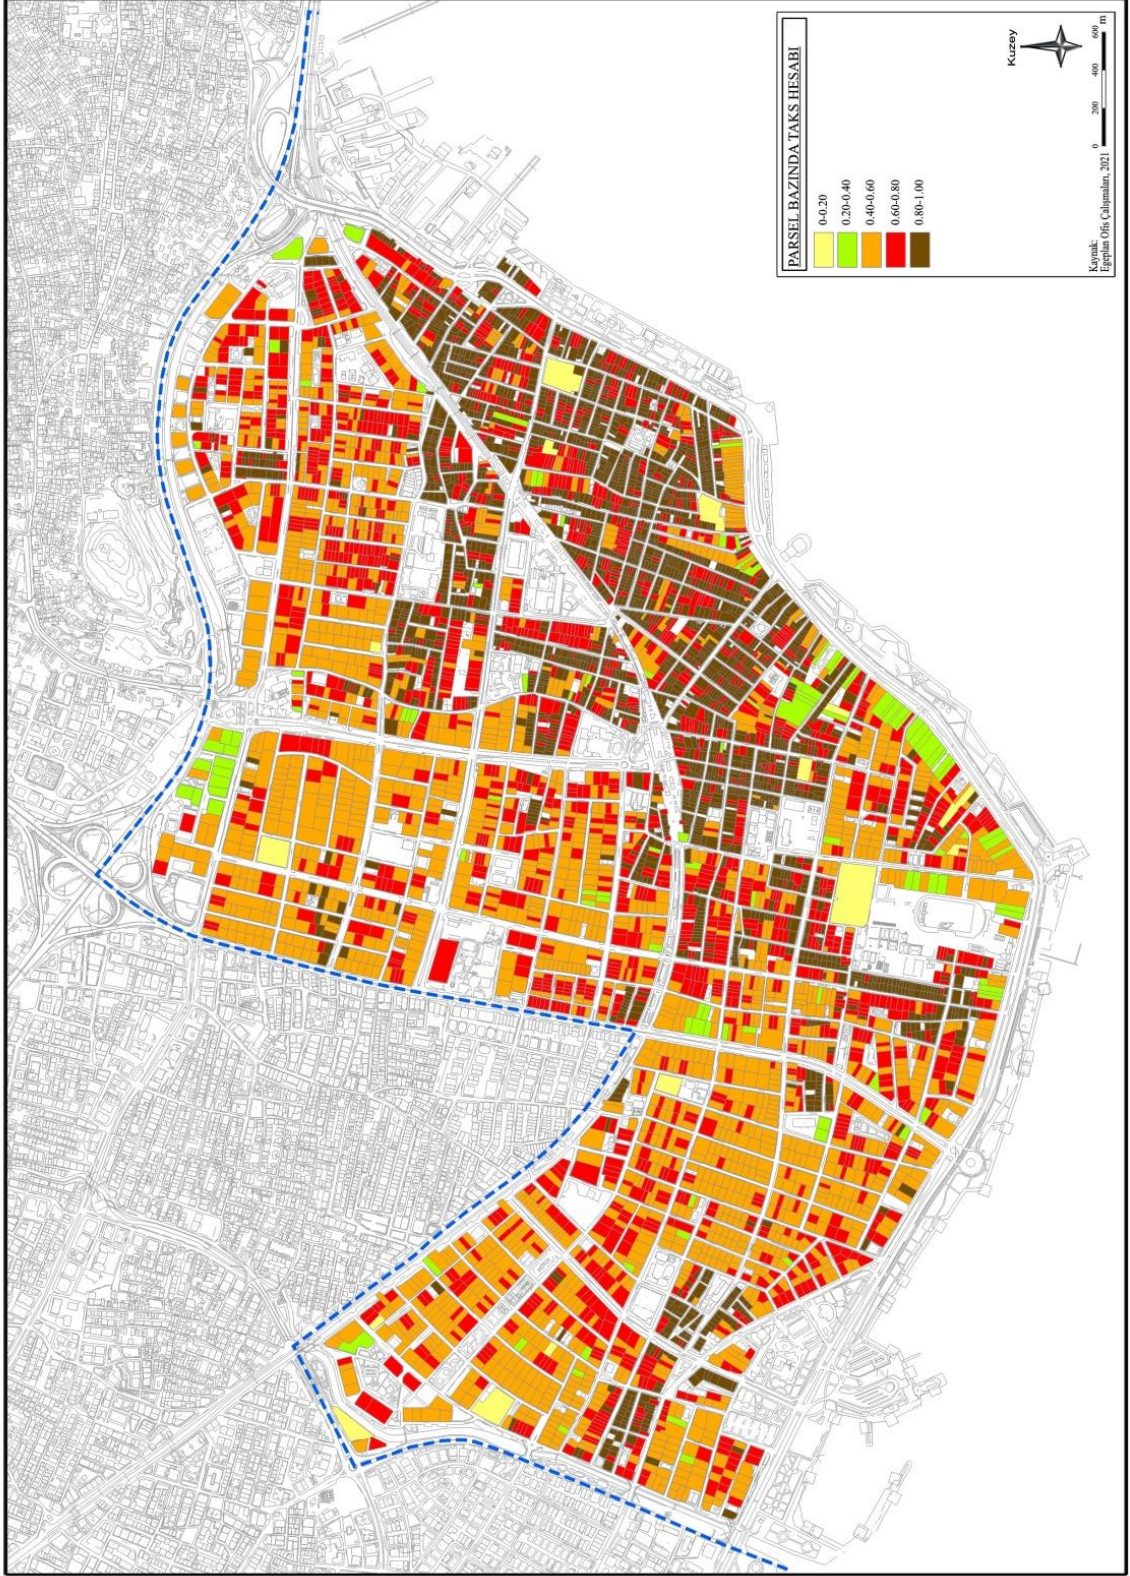 PARSEL BAZINDA TAKS HESABI
0-0.20
0.20-0.40
0.40-0.60
0.60-0.80
0.80-1.00
Kuzey
0 200 400 600 m
Kaynak:
Egeplan Ofis Çalışmaları, 2021